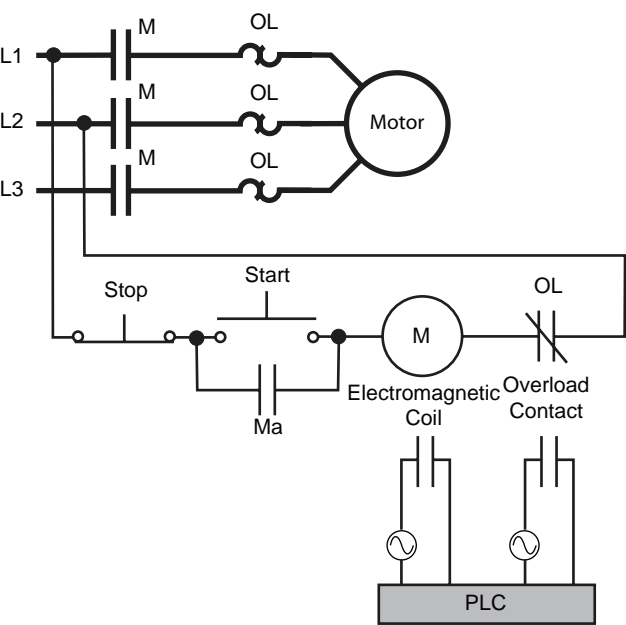 M
OL
L1
M
OL
L2
Motor
M
OL
L3
Start
Stop
OL
M
Electromagnetic
Coil
Overload
Contact
Ma
PLC